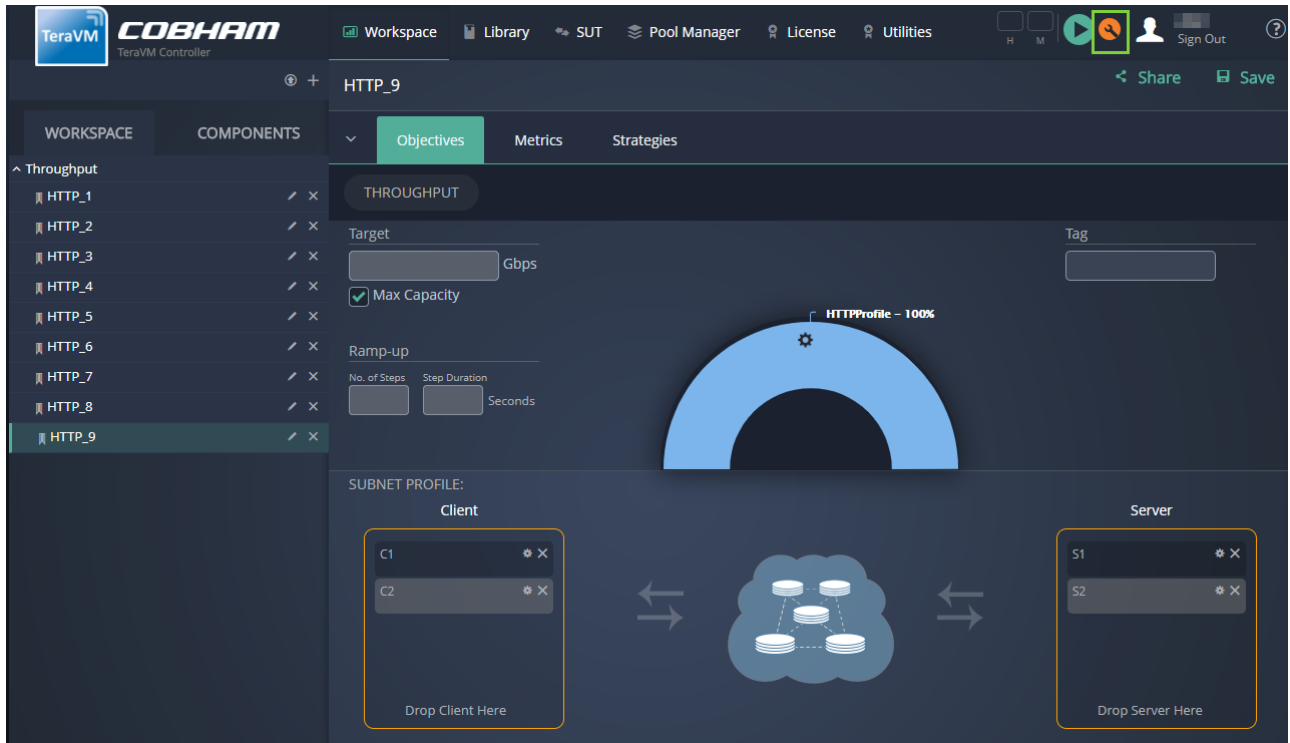 TeraVM COBHAM
TeraVM Controller
Workspace Library SUT Pool Manager License Utilities
H M
Sign Out
?
HTTP_9
Share Save
WORKSPACE COMPONENTS
Objectives Metrics Strategies
Throughput
HTTP_1
HTTP_2
HTTP_3
HTTP_4
HTTP_5
HTTP_6
HTTP_7
HTTP_8
HTTP_9
THROUGHPUT
Target
Gbps
Max Capacity
Tag
HTTPProfile – 100%
Ramp-up
No. of Steps Step Duration
Seconds
SUBNET PROFILE:
Client
C1
C2
Drop Client Here
Server
S1
S2
Drop Server Here